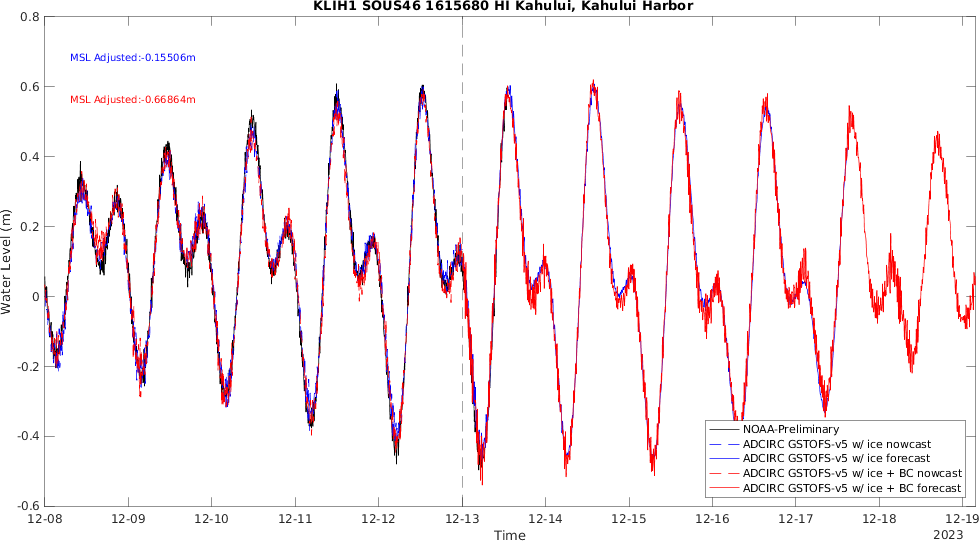 KLIH1 SOUS46 1615680 HI Kahului, Kahului Harbor
MSL Adjusted:-0.15506m
MSL Adjusted:-0.66864m
Water Level (m)
0.8
0.6
0.4
0.2
0
-0.2
-0.4
-0.6
NOAA-Preliminary
ADCIRC GSTOFS-v5 w/ ice nowcast
ADCIRC GSTOFS-v5 w/ ice forecast
ADCIRC GSTOFS-v5 w/ice + BC nowcast
ADCIRC GSTOFS-v5 w/ice + BC forecast
12-08 12-09 12-10 12-11 12-12 12-13 12-14 12-15 12-16 12-17 12-18 12-19
2023
Time